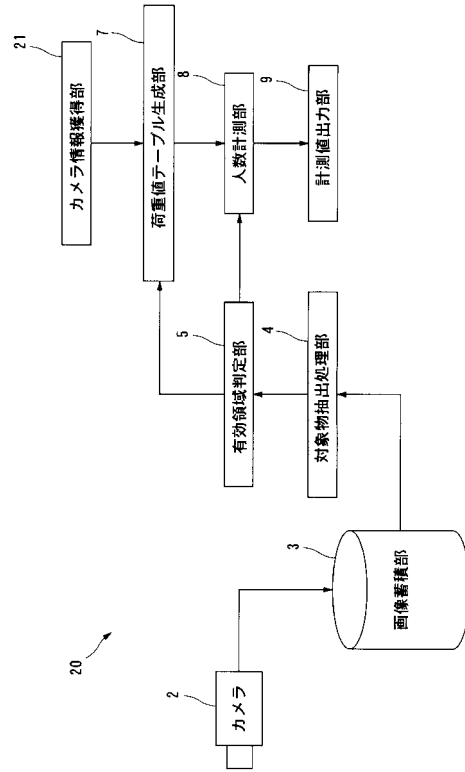 20
2
カメラ
3
画像蓄積部
4
対象物抽出処理部
5
有効領域判定部
21
カメラ情報獲得部
7
荷重値テーブル生成部
8
人数計測部
9
計測値出力部